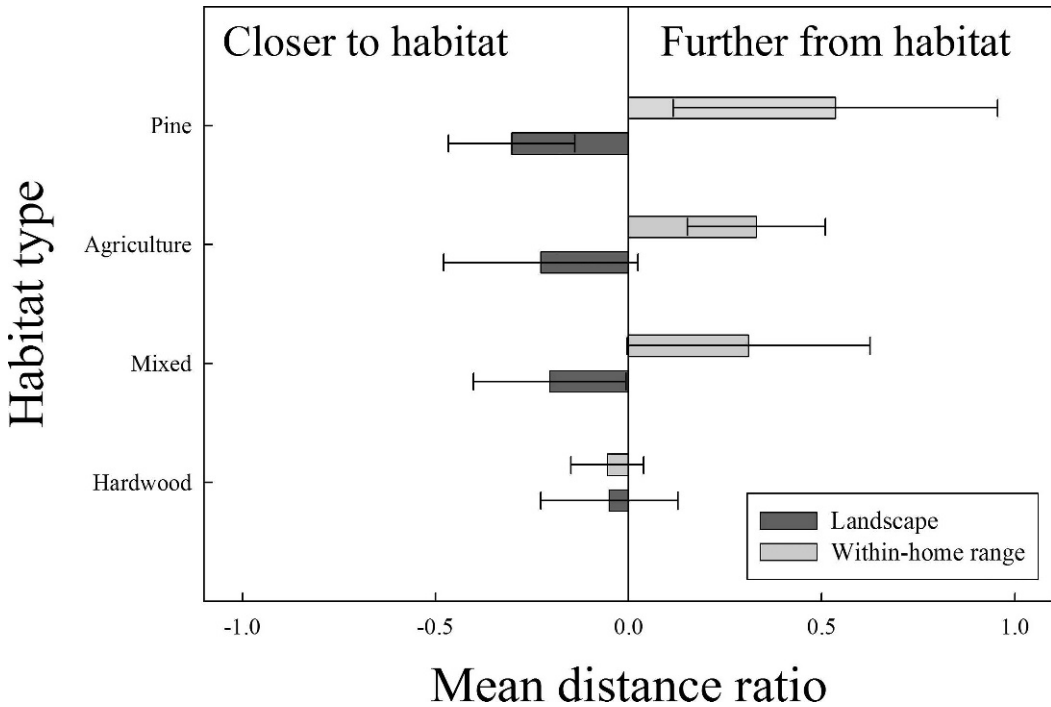 Closer to habitat
Further from habitat
Habitat type
Pine
Agriculture
Mixed
Hardwood
Landscape
Within-home range
-1.0
-0.5
0.0
0.5
1.0
Mean distance ratio